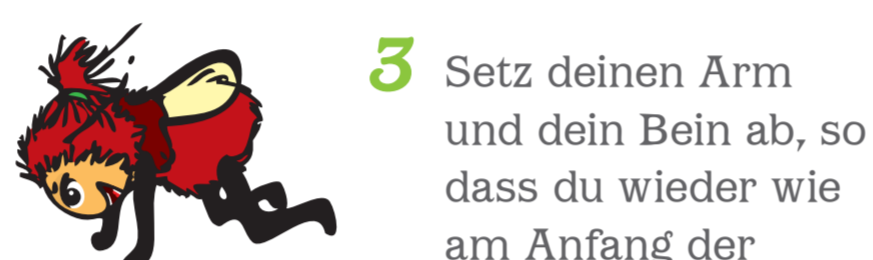 3
Setz deinen Arm
und dein Bein ab, so
dass du wieder wie
am Anfang der